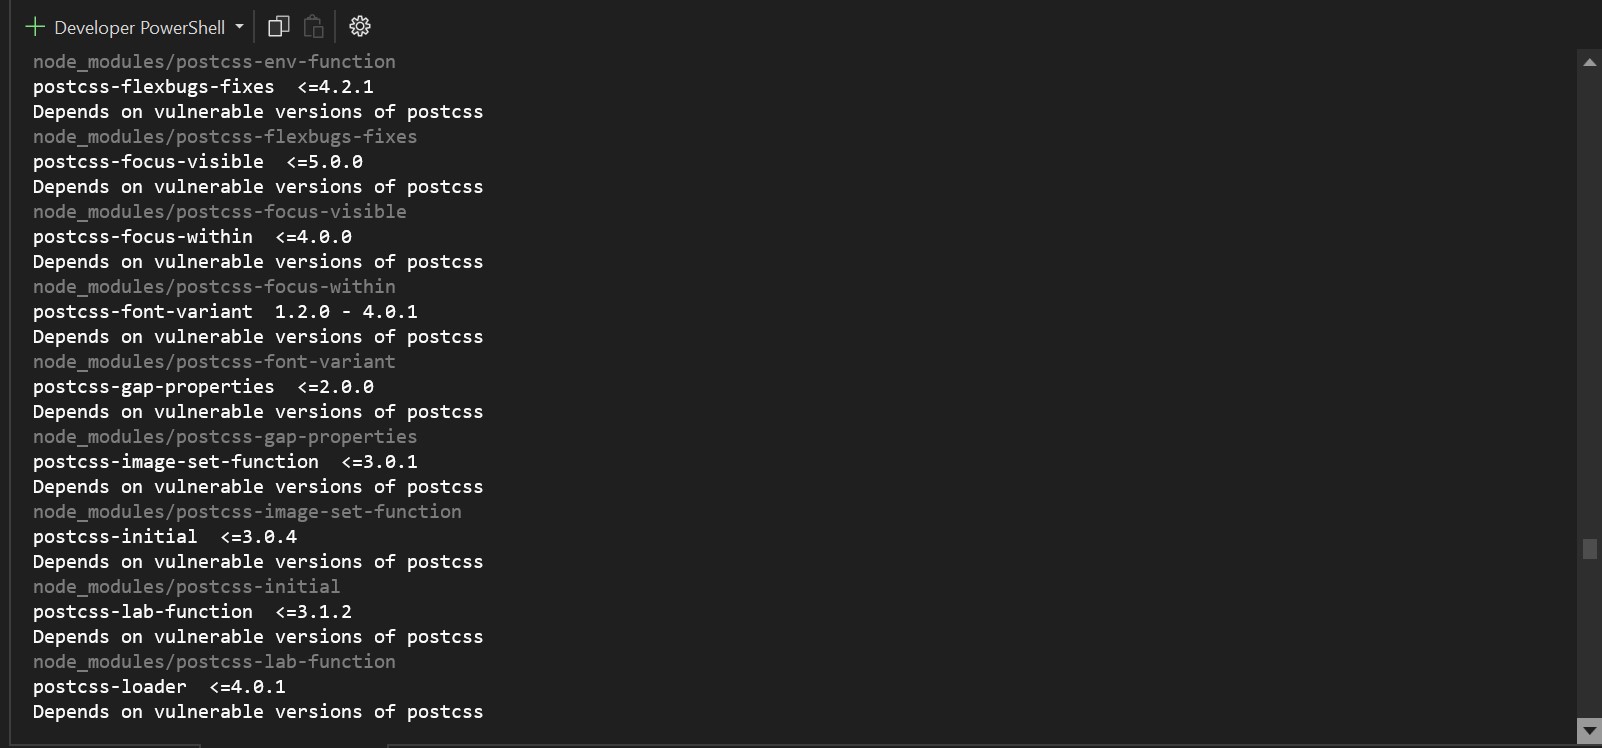 Developer PowerShell
node_modules/postcss-env-function
postcss-flexbugs-fixes  <=4.2.1
Depends on vulnerable versions of postcss
node_modules/postcss-flexbugs-fixes
postcss-focus-visible  <=5.0.0
Depends on vulnerable versions of postcss
node_modules/postcss-focus-visible
postcss-focus-within  <=4.0.0
Depends on vulnerable versions of postcss
node_modules/postcss-focus-within
postcss-font-variant  1.2.0 - 4.0.1
Depends on vulnerable versions of postcss
node_modules/postcss-font-variant
postcss-gap-properties  <=2.0.0
Depends on vulnerable versions of postcss
node_modules/postcss-gap-properties
postcss-image-set-function  <=3.0.1
Depends on vulnerable versions of postcss
node_modules/postcss-image-set-function
postcss-initial  <=3.0.4
Depends on vulnerable versions of postcss
node_modules/postcss-initial
postcss-lab-function  <=3.1.2
Depends on vulnerable versions of postcss
node_modules/postcss-lab-function
postcss-loader  <=4.0.1
Depends on vulnerable versions of postcss